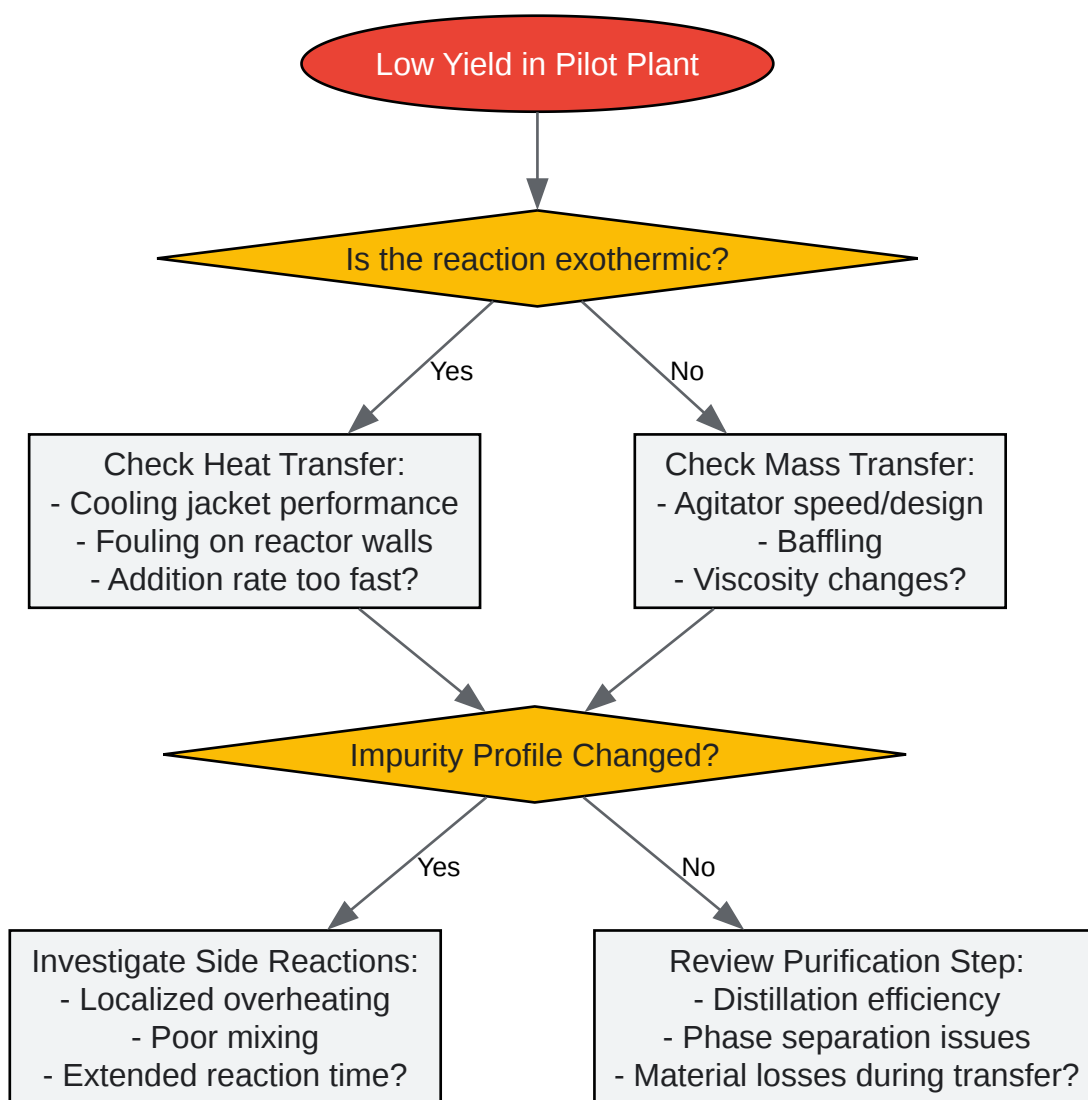 Low Yield in Pilot Plant
Is the reaction exothermic?
Yes
No
Check Heat Transfer:
- Cooling jacket performance
- Fouling on reactor walls
- Addition rate too fast?
Check Mass Transfer:
- Agitator speed/design
- Baffling
- Viscosity changes?
Impurity Profile Changed?
Yes
No
Investigate Side Reactions:
- Localized overheating
- Poor mixing
- Extended reaction time?
Review Purification Step:
- Distillation efficiency
- Phase separation issues
- Material losses during transfer?